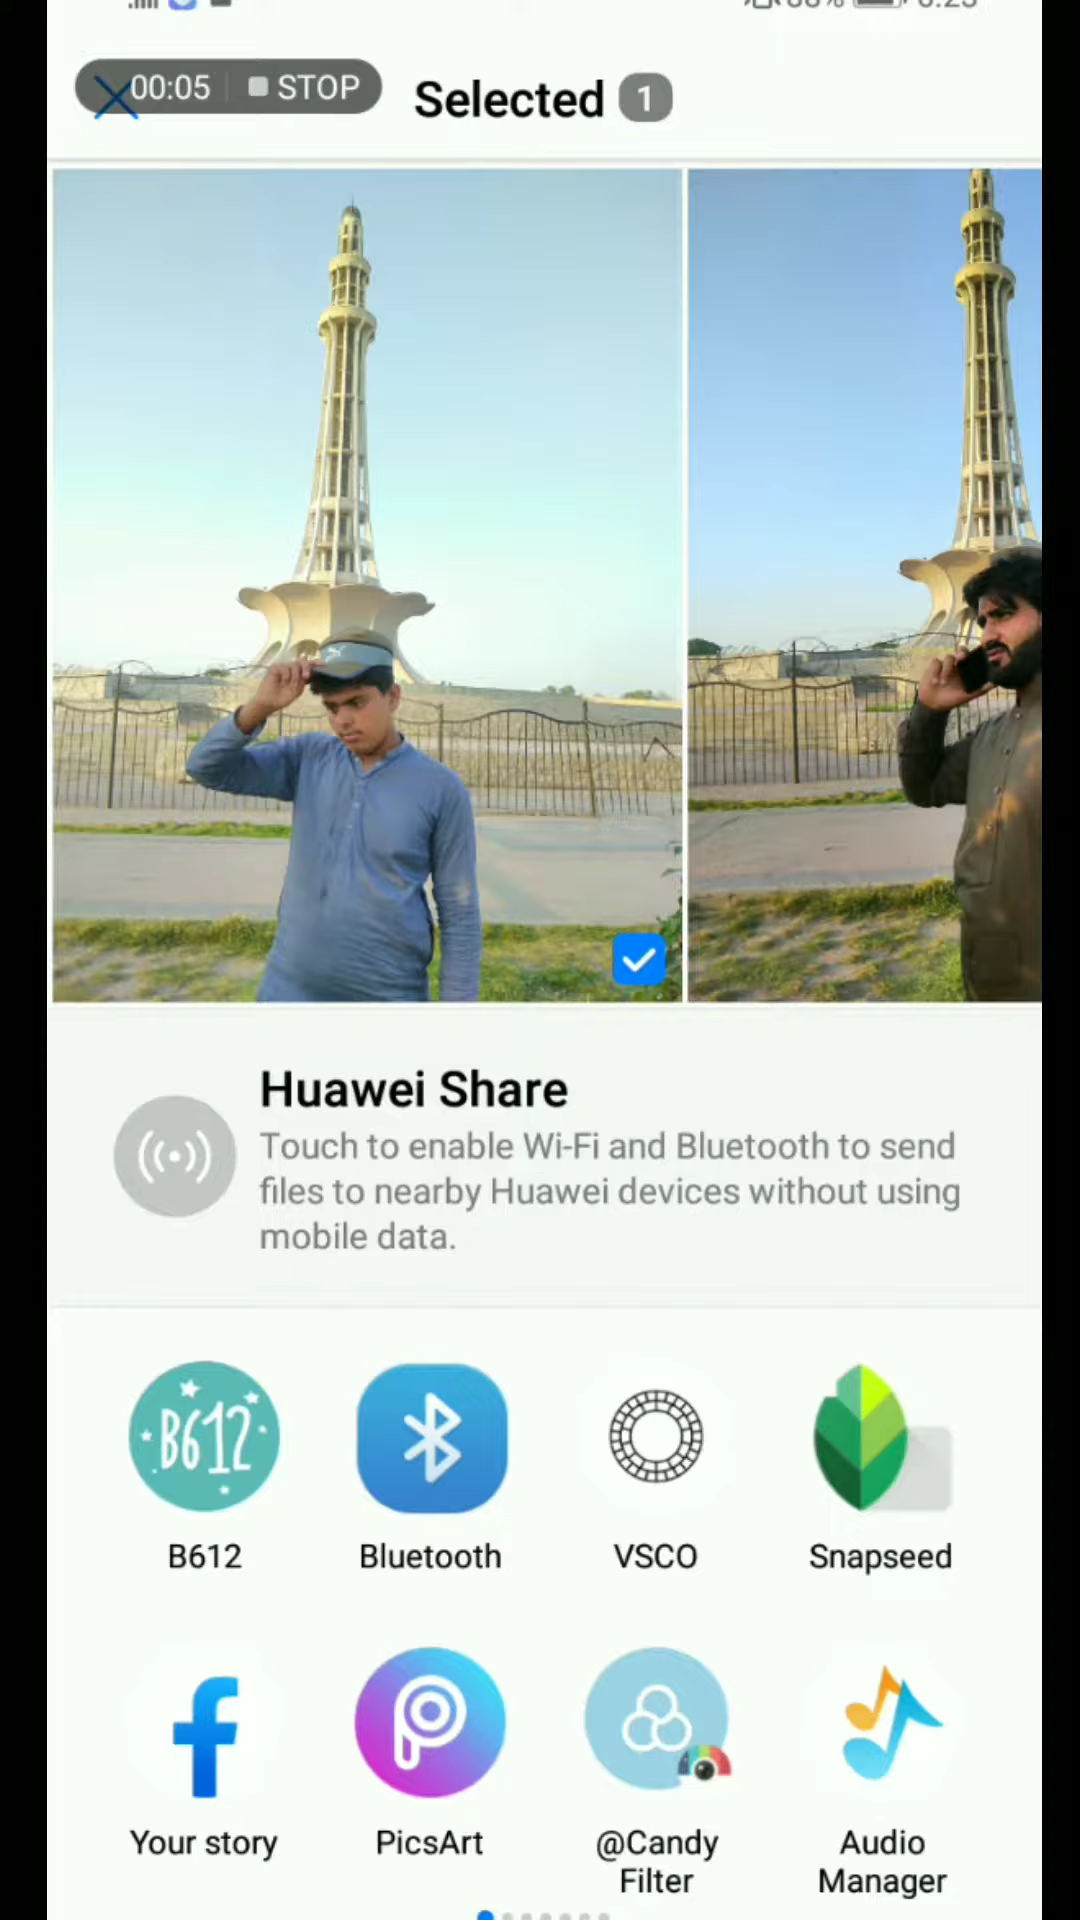 00:05 STOP
Selected 1
Huawei Share
Touch to enable Wi-Fi and Bluetooth to send
files to nearby Huawei devices without using
mobile data.
B612
B612 Bluetooth VSCO Snapseed
Your story PicsArt @Candy Filter Audio Manager